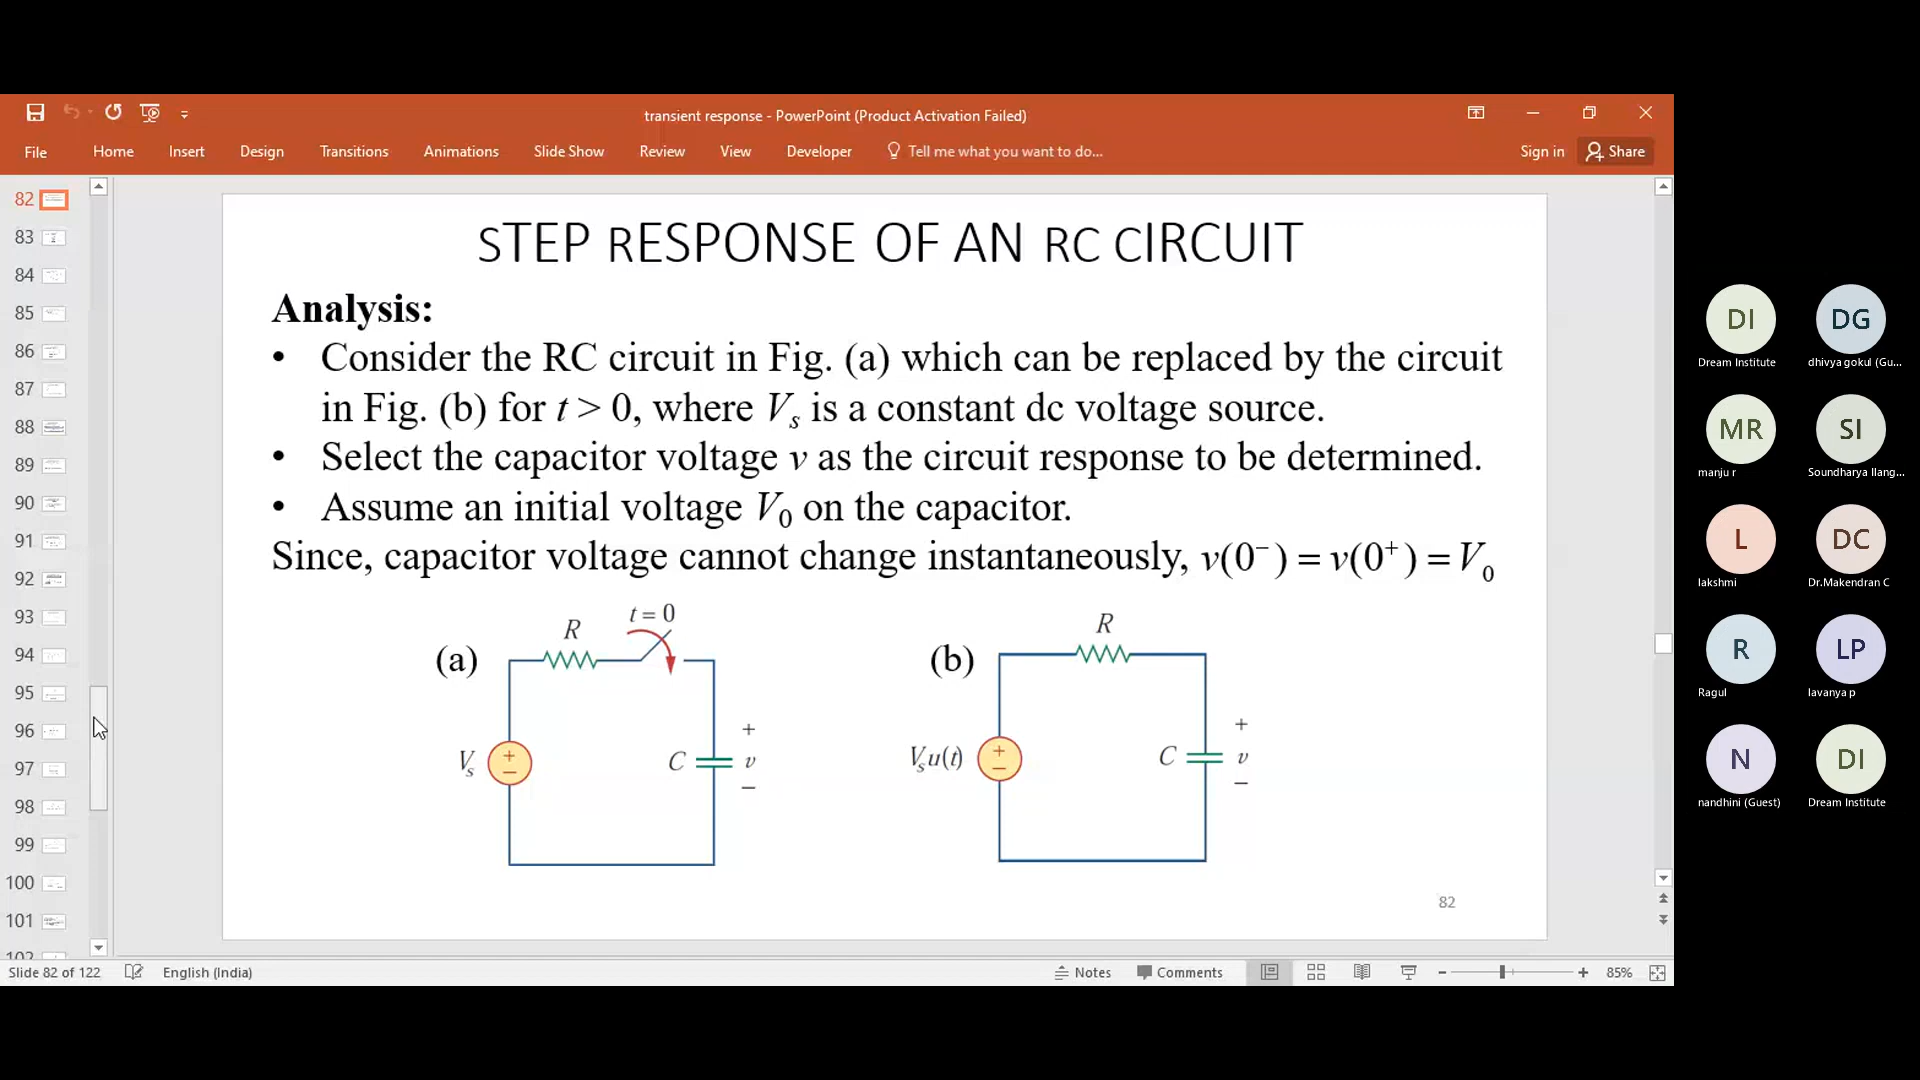 transient response - PowerPoint (Product Activation Failed)
File Home Insert Design Transitions Animations Slide Show Review View Developer Tell me what you want to do... Sign in Share
82
83
84
85
86
87
88
89
90
91
92
93
94
95
96
97
98
99
100
101
102
STEP RESPONSE OF AN RC CIRCUIT
Analysis:
• Consider the RC circuit in Fig. (a) which can be replaced by the circuit
in Fig. (b) for t > 0, where Vs is a constant dc voltage source.
• Select the capacitor voltage v as the circuit response to be determined.
• Assume an initial voltage V0 on the capacitor.
Since, capacitor voltage cannot change instantaneously, v(0⁻) = v(0⁺) = V0
(a)
R
t = 0
Vs
+
−
C
+
v
−
(b)
R
Vsu(t)
+
−
C
+
v
−
82
Slide 82 of 122 English (India) Notes Comments 85%
DI
Dream Institute
DG
dhivya gokul (Gu...
MR
manju r
SI
Soundharya Ilang...
L
lakshmi
DC
Dr.Makendran C
R
Ragul
LP
lavanya p
N
nandhini (Guest)
DI
Dream Institute